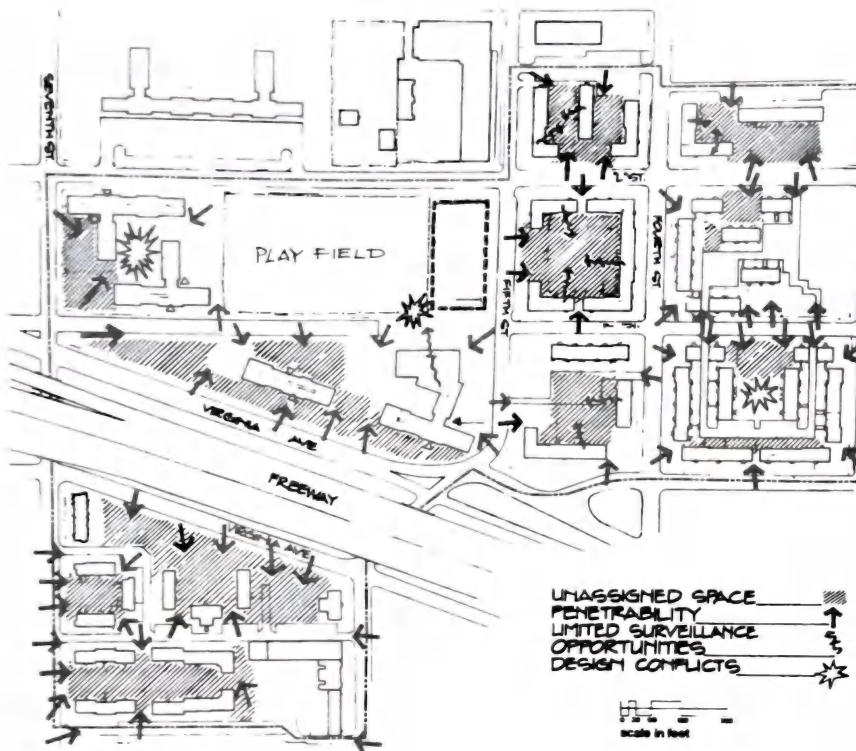 SEVENTH ST.
PLAY FIELD
FIFTH ST
FOURTH ST
VIRGINIA AVE
FREEWAY
VIRGINIA AVE
UNASSIGNED SPACE
PENETRABILITY
LIMITED SURVEILLANCE
OPPORTUNITIES
DESIGN CONFLICTS
scale in feet